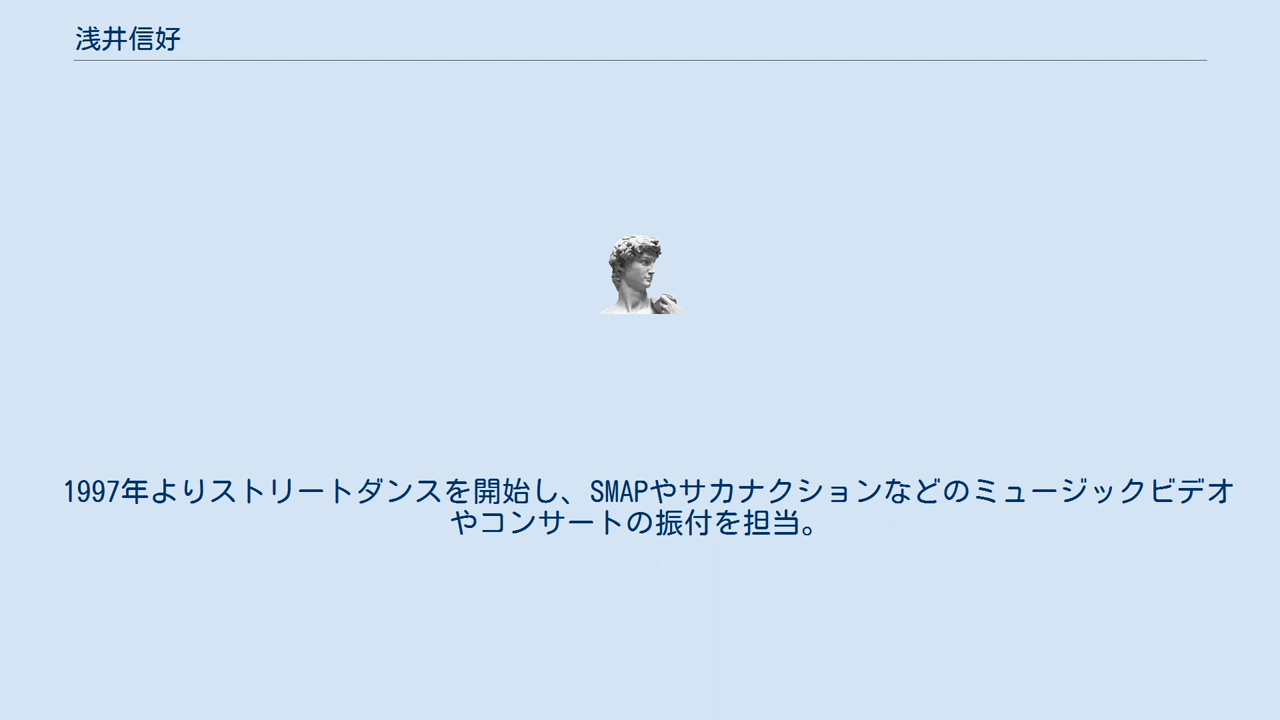 浅井信好
1997年よりストリートダンスを開始し、SMAPやサカナクションなどのミュージックビデオ
やコンサートの振付を担当。